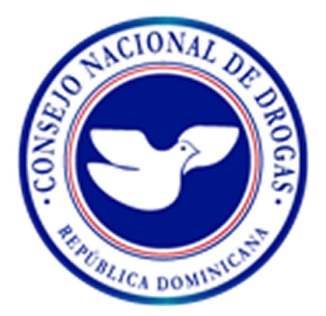 · CONSEJO NACIONAL DE DROGAS ·
REPÚBLICA DOMINICANA